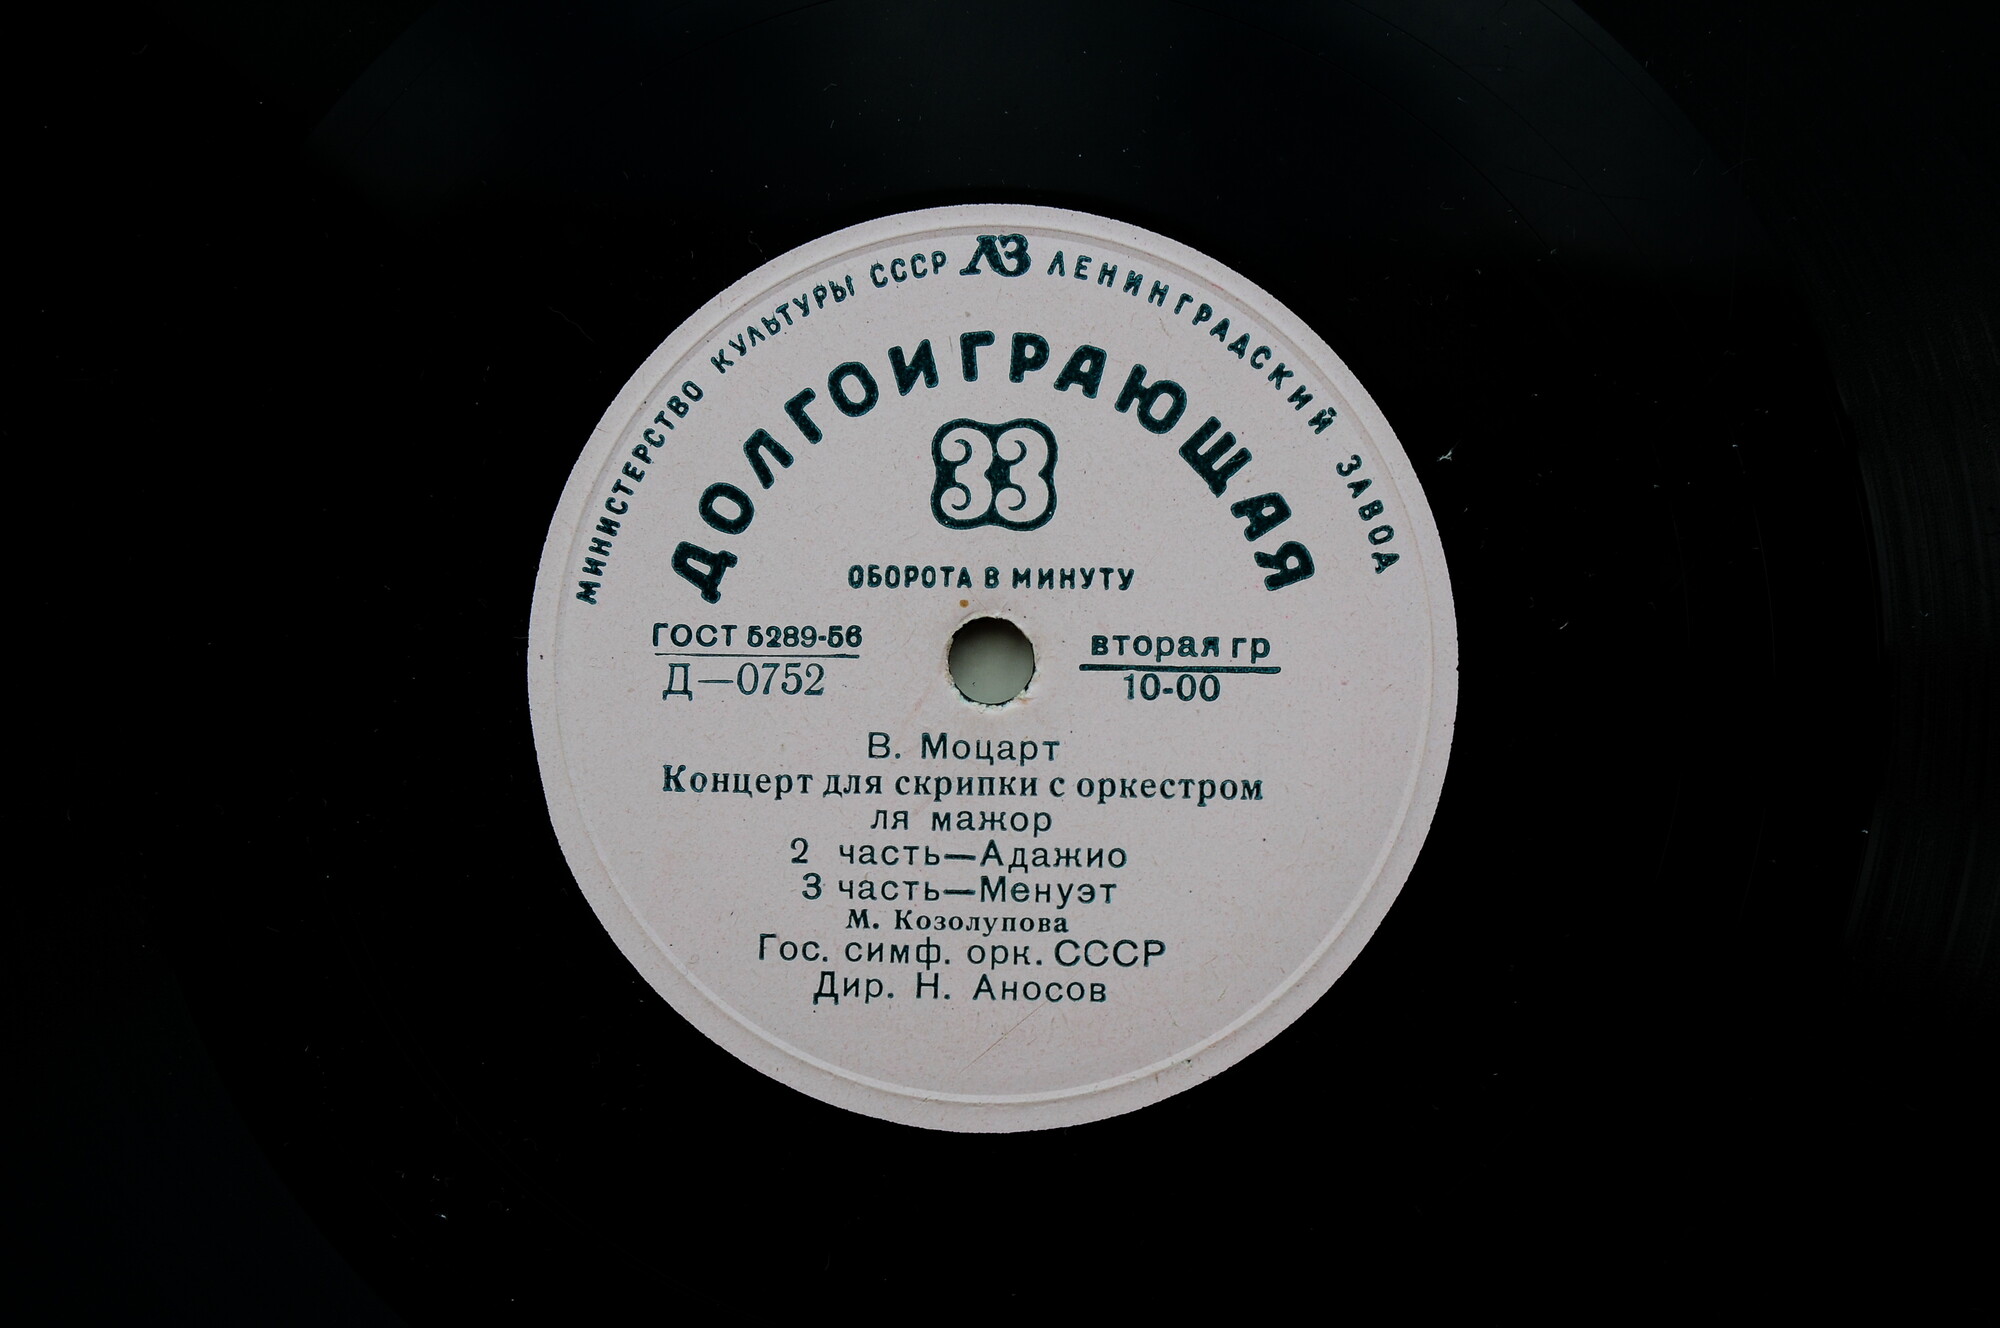 МИНИСТЕРСТВО КУЛЬТУРЫ СССР ЛЗ ЛЕНИНГРАДСКИЙ ЗАВОД
ДОЛГОИГРАЮЩАЯ
33
ОБОРОТА В МИНУТУ
ГОСТ 5289-56
Д—0752
вторая гр
10-00
В. Моцарт
Концерт для скрипки с оркестром
ля мажор
2 часть—Адажио
3 часть—Менуэт
М. Козолупова
Гос. симф. орк. СССР
Дир. Н. Аносов